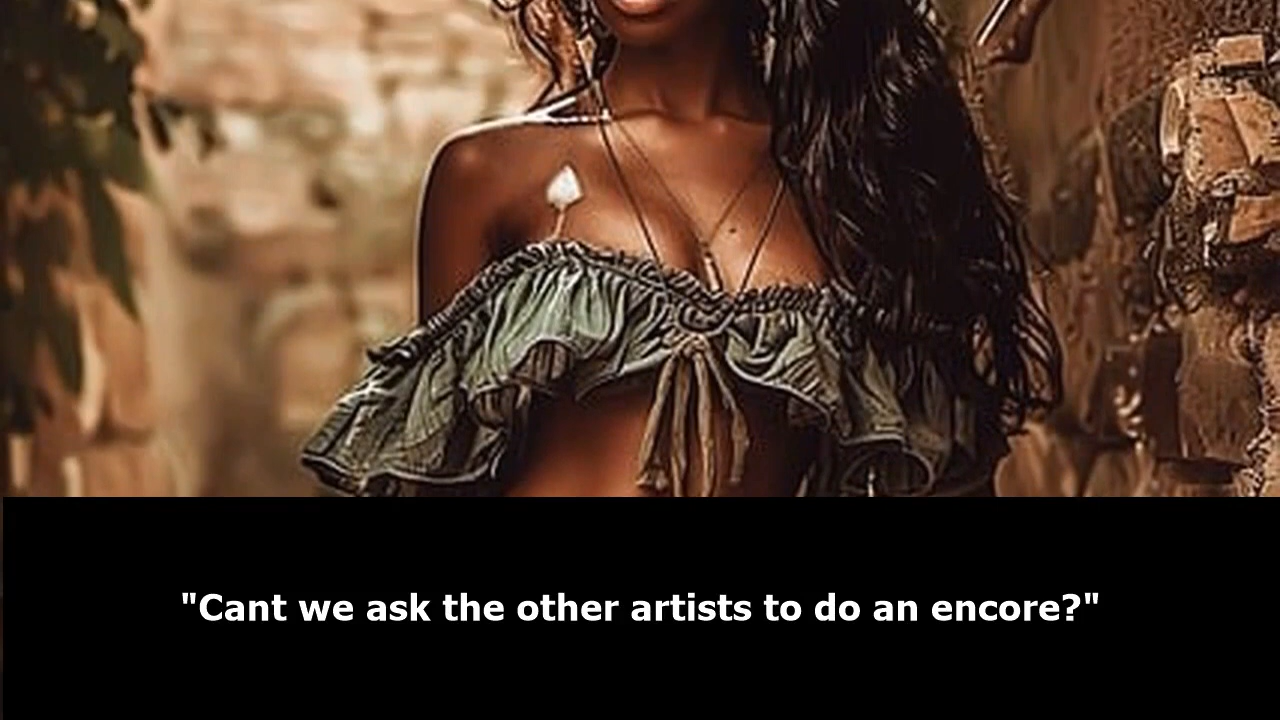 "Cant we ask the other artists to do an encore?"